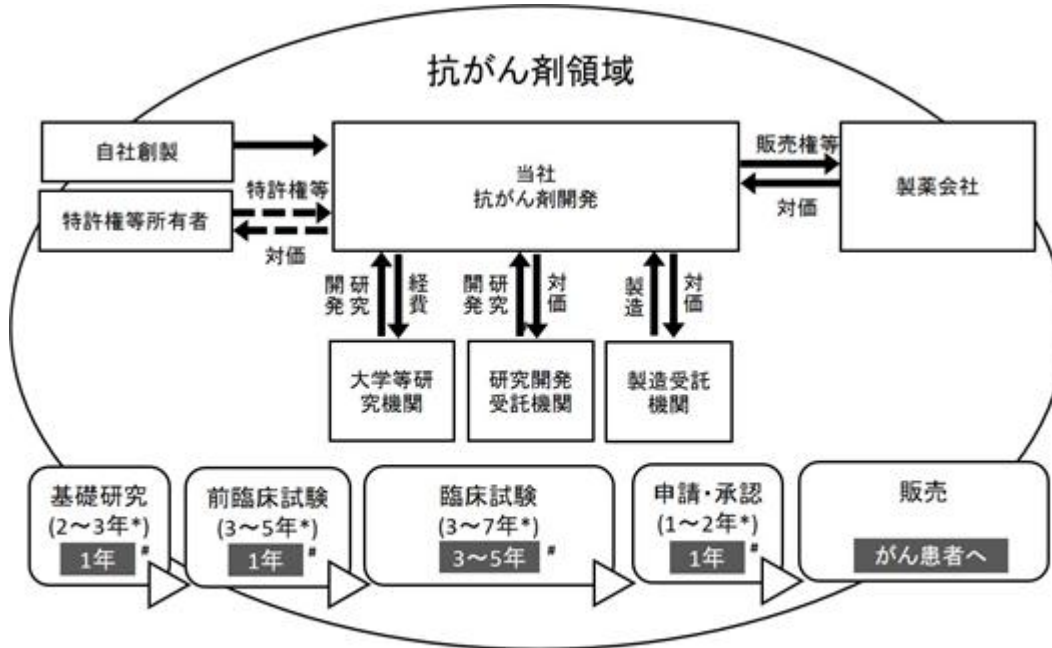 抗がん剤領域
自社創製
特許権等所有者
特許権等
対価
当社
抗がん剤開発
販売権等
対価
製薬会社
研究
開発
経費
研究
開発
対価
製造
対価
大学等研
究機関
研究開発
受託機関
製造受託
機関
基礎研究
(2～3年*)
1年 #
前臨床試験
(3～5年*)
1年 #
臨床試験
(3～7年*)
3～5年 #
申請・承認
(1～2年*)
1年 #
販売
がん患者へ